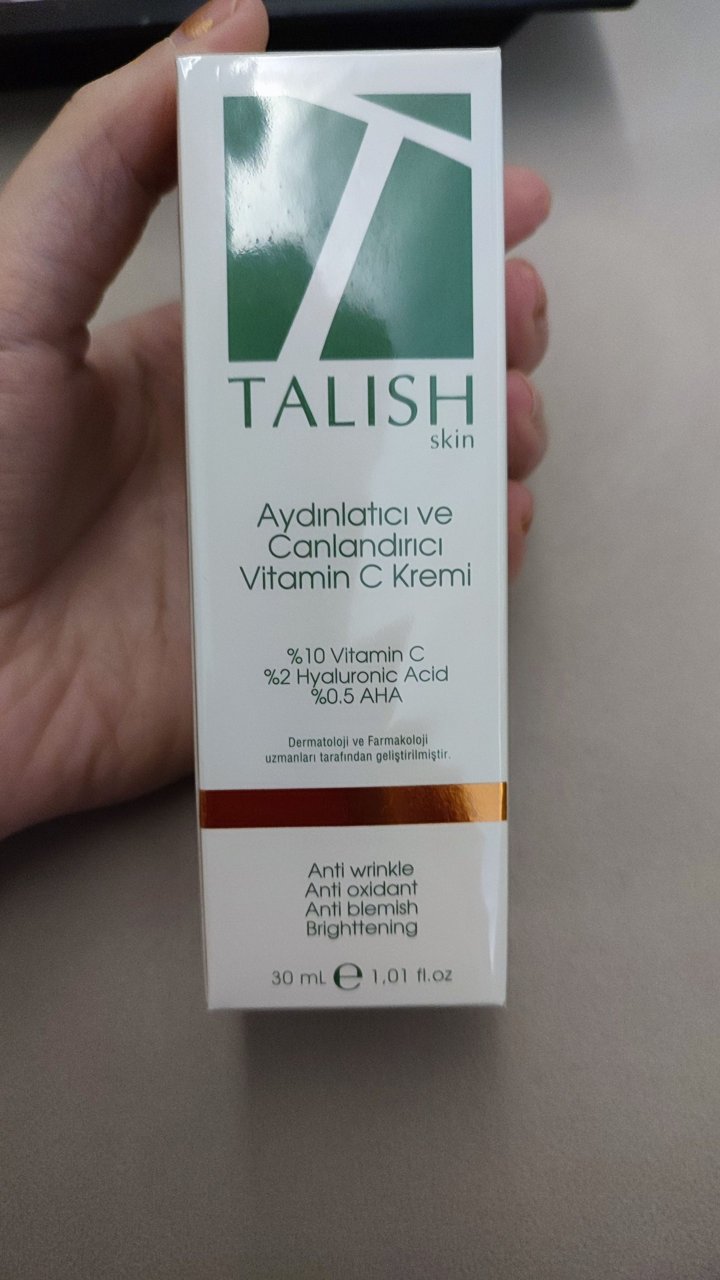 TALISH
skin
Aydınlatıcı ve
Canlandırıcı
Vitamin C Kremi
%10 Vitamin C
%2 Hyaluronic Acid
%0.5 AHA
Dermatoloji ve Farmakoloji
uzmanları tarafından geliştirilmiştir.
Anti wrinkle
Anti oxidant
Anti blemish
Brighttening
30 mL ℮ 1,01 fl.oz